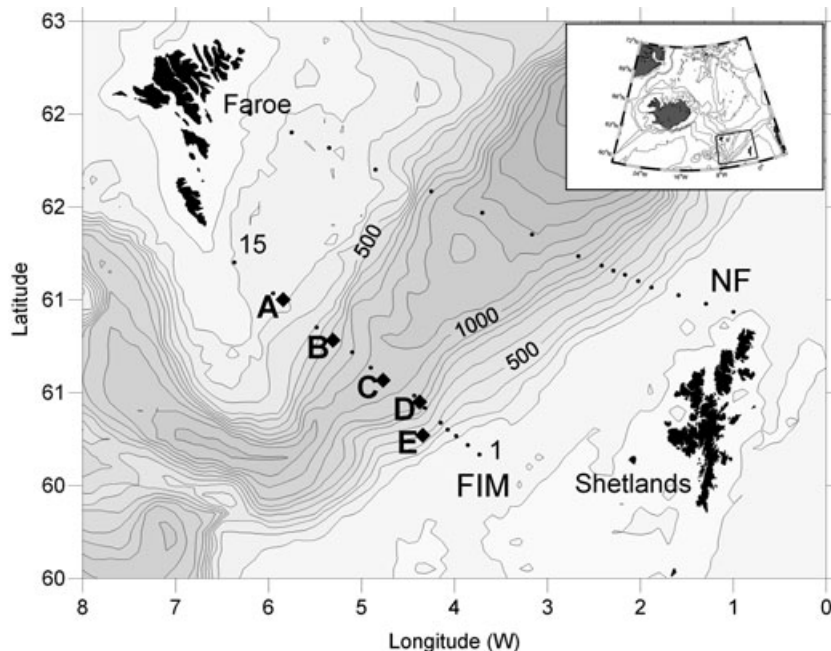 63
62
62
61
61
60
60
Latitude
8 7 6 5 4 3 2 1 0
Longitude (W)
Faroe
15
500
A
B
C
D
E
1000
500
NF
1
FIM
Shetlands